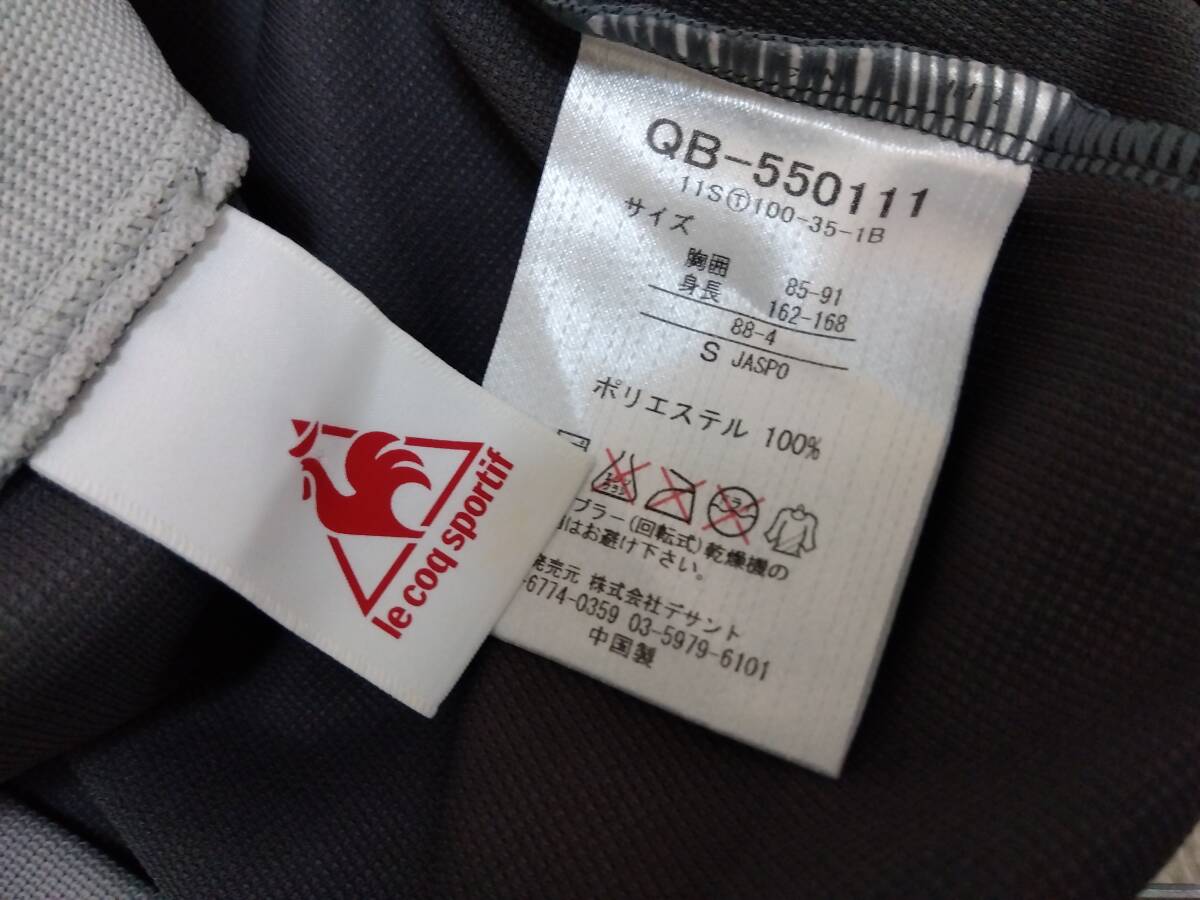 QB-550111
11SⓉ100-35-1B
サイズ
胸囲 85-91
身長 162-168
88-4
S JASPO
ポリエステル 100%
ブラー(回転式)乾燥機の
はお避け下さい。
発売元 株式会社デサント
-6774-0359 03-5979-6101
中国製
le coq sportif